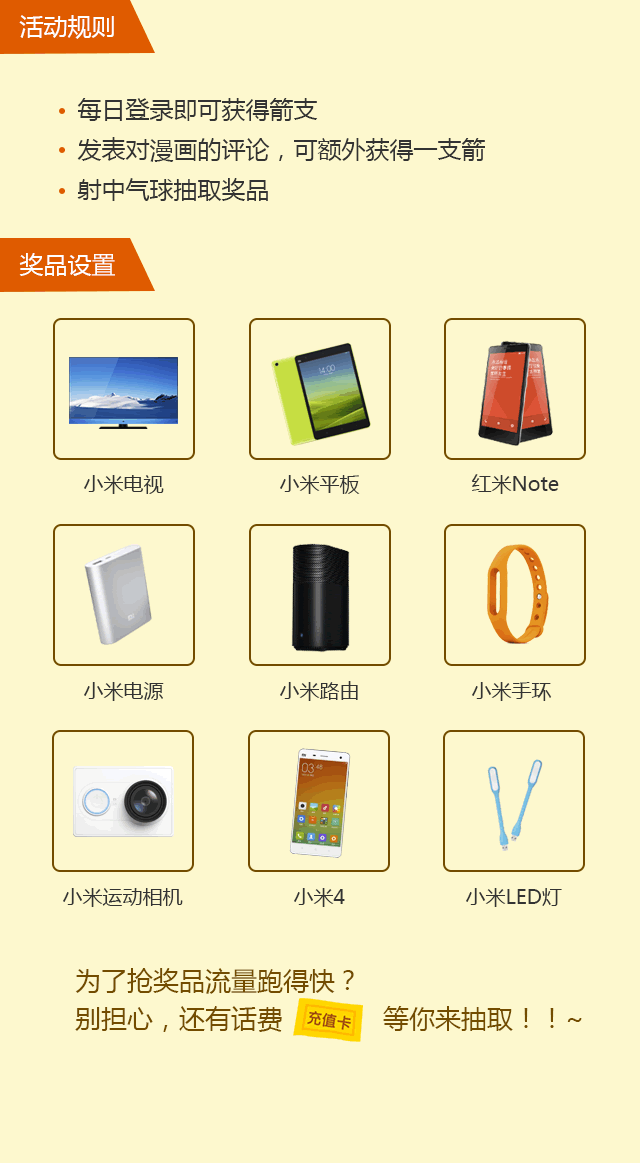 活动规则
• 每日登录即可获得箭支
• 发表对漫画的评论，可额外获得一支箭
• 射中气球抽取奖品
奖品设置
14:00
小米电视
小米平板
红米Note
小米电源
小米路由
小米手环
03:48
小米运动相机
小米4
小米LED灯
为了抢奖品流量跑得快？
别担心，还有话费 充值卡 等你来抽取！！~